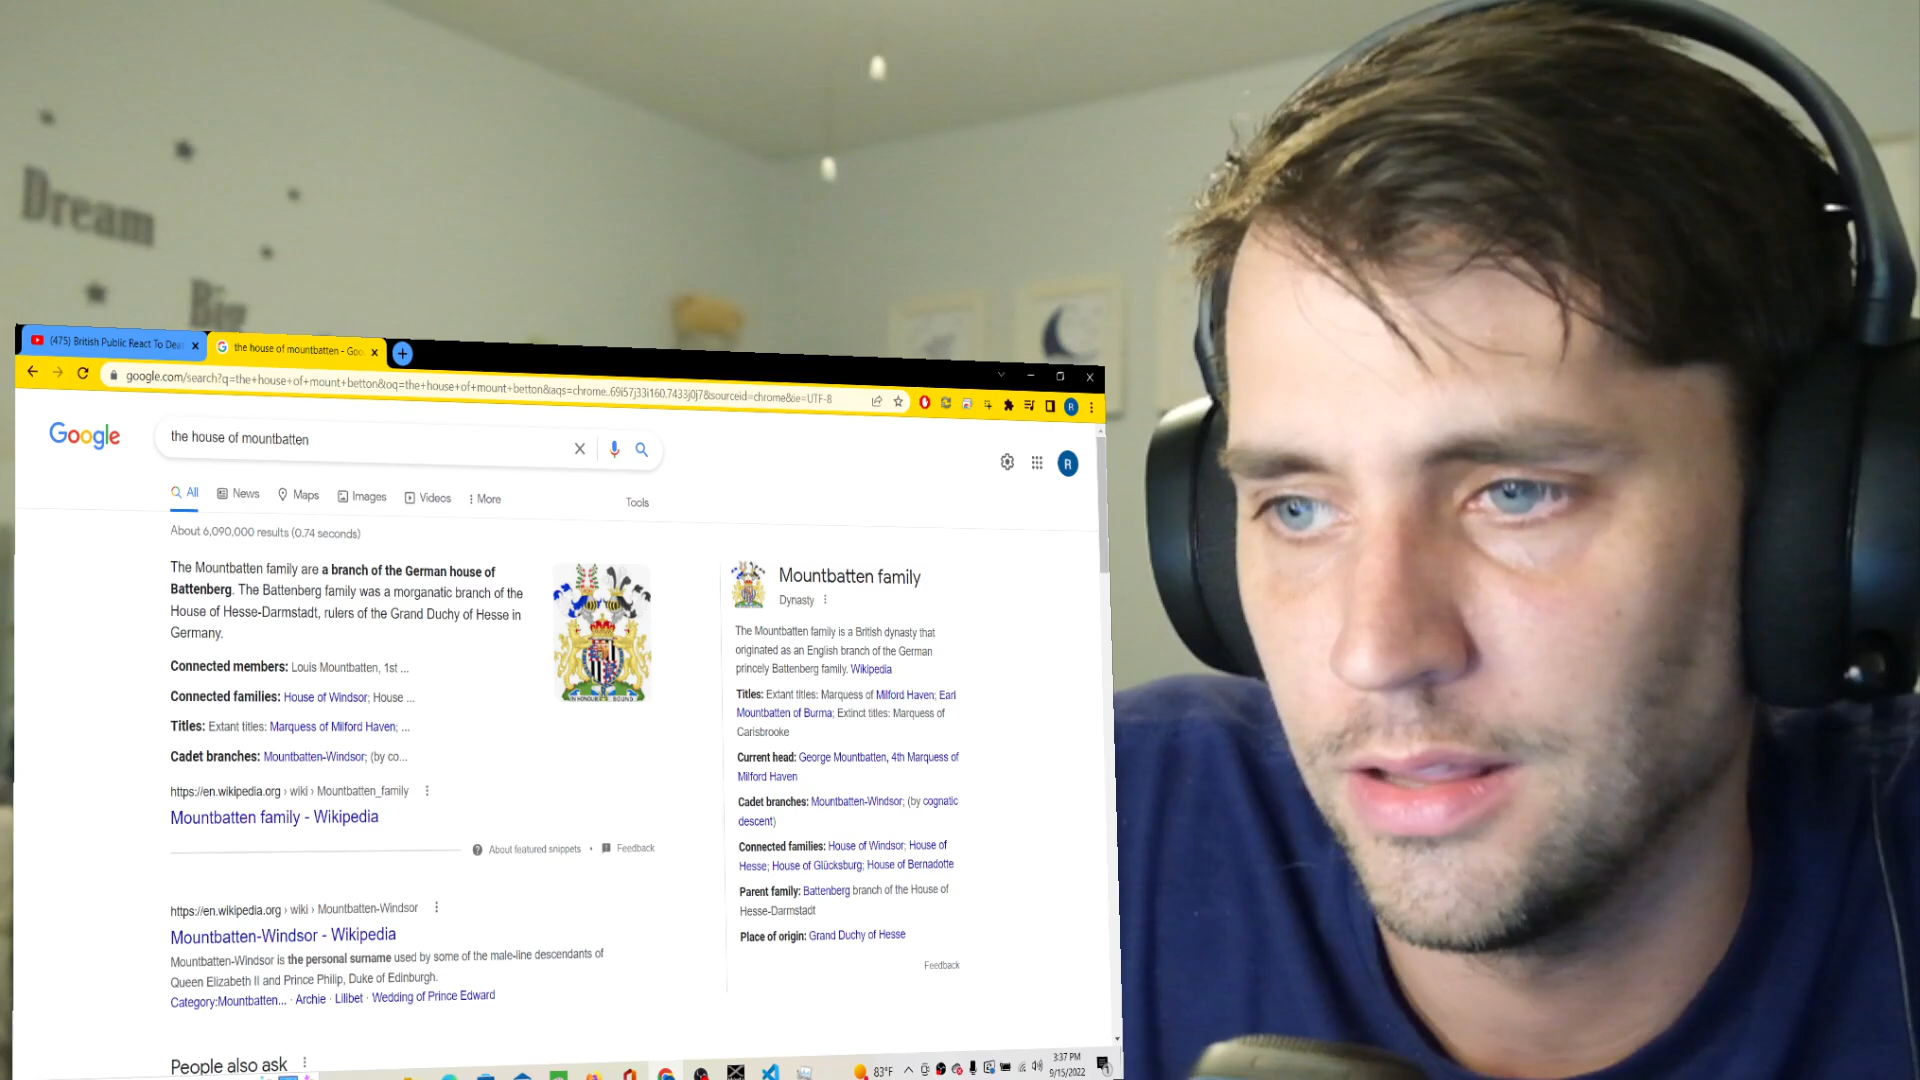 Dream
Big
(475) British Public React To Dea
the house of mountbatten - Goo
google.com/search?q=the+house+of+mount+betton&oq=the+house+of+mount+betton&aqs=chrome..69i57j33i160.7433j0j7&sourceid=chrome&ie=UTF-8
R
Google
the house of mountbatten
R
All
News
Maps
Images
Videos
More
Tools
About 6,090,000 results (0.74 seconds)
The Mountbatten family are a branch of the German house of
Battenberg. The Battenberg family was a morganatic branch of the
House of Hesse-Darmstadt, rulers of the Grand Duchy of Hesse in
Germany.
Connected members: Louis Mountbatten, 1st ...
Connected families: House of Windsor; House ...
Titles: Extant titles: Marquess of Milford Haven; ...
Cadet branches: Mountbatten-Windsor; (by co...
IN HONOUR BOUND
https://en.wikipedia.org › wiki › Mountbatten_family
Mountbatten family - Wikipedia
About featured snippets • Feedback
https://en.wikipedia.org › wiki › Mountbatten-Windsor
Mountbatten-Windsor - Wikipedia
Mountbatten-Windsor is the personal surname used by some of the male-line descendants of
Queen Elizabeth II and Prince Philip, Duke of Edinburgh.
Category:Mountbatten... · Archie · Lilibet · Wedding of Prince Edward
People also ask
Mountbatten family
Dynasty
The Mountbatten family is a British dynasty that
originated as an English branch of the German
princely Battenberg family. Wikipedia
Titles: Extant titles: Marquess of Milford Haven; Earl
Mountbatten of Burma; Extinct titles: Marquess of
Carisbrooke
Current head: George Mountbatten, 4th Marquess of
Milford Haven
Cadet branches: Mountbatten-Windsor; (by cognatic
descent)
Connected families: House of Windsor; House of
Hesse; House of Glücksburg; House of Bernadotte
Parent family: Battenberg branch of the House of
Hesse-Darmstadt
Place of origin: Grand Duchy of Hesse
Feedback
83°F
3:37 PM
9/15/2022